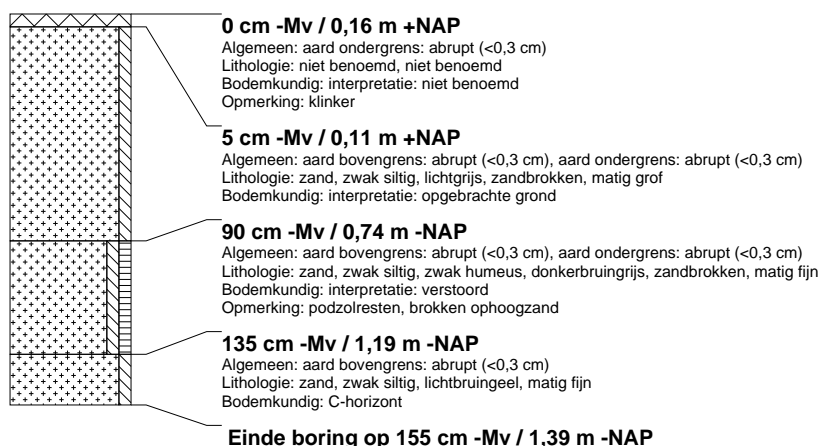 0 cm -Mv / 0,16 m +NAP
Algemeen: aard ondergrens: abrupt (<0,3 cm)
Lithologie: niet benoemd, niet benoemd
Bodemkundig: interpretatie: niet benoemd
Opmerking: klinker
5 cm -Mv / 0,11 m +NAP
Algemeen: aard bovengrens: abrupt (<0,3 cm), aard ondergrens: abrupt (<0,3 cm)
Lithologie: zand, zwak siltig, lichtgrijs, zandbrokken, matig grof
Bodemkundig: interpretatie: opgebrachte grond
90 cm -Mv / 0,74 m -NAP
Algemeen: aard bovengrens: abrupt (<0,3 cm), aard ondergrens: abrupt (<0,3 cm)
Lithologie: zand, zwak siltig, zwak humeus, donkerbruingrijs, zandbrokken, matig fijn
Bodemkundig: interpretatie: verstoord
Opmerking: podzolresten, brokken ophoogzand
135 cm -Mv / 1,19 m -NAP
Algemeen: aard bovengrens: abrupt (<0,3 cm)
Lithologie: zand, zwak siltig, lichtbruingeel, matig fijn
Bodemkundig: C-horizont
Einde boring op 155 cm -Mv / 1,39 m -NAP